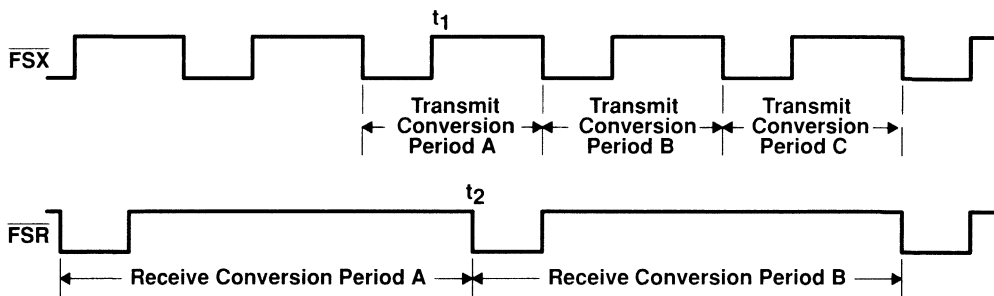 t1
FSX
Transmit
Conversion
Period A
Transmit
Conversion
Period B
Transmit
Conversion
Period C
t2
FSR
Receive Conversion Period A
Receive Conversion Period B